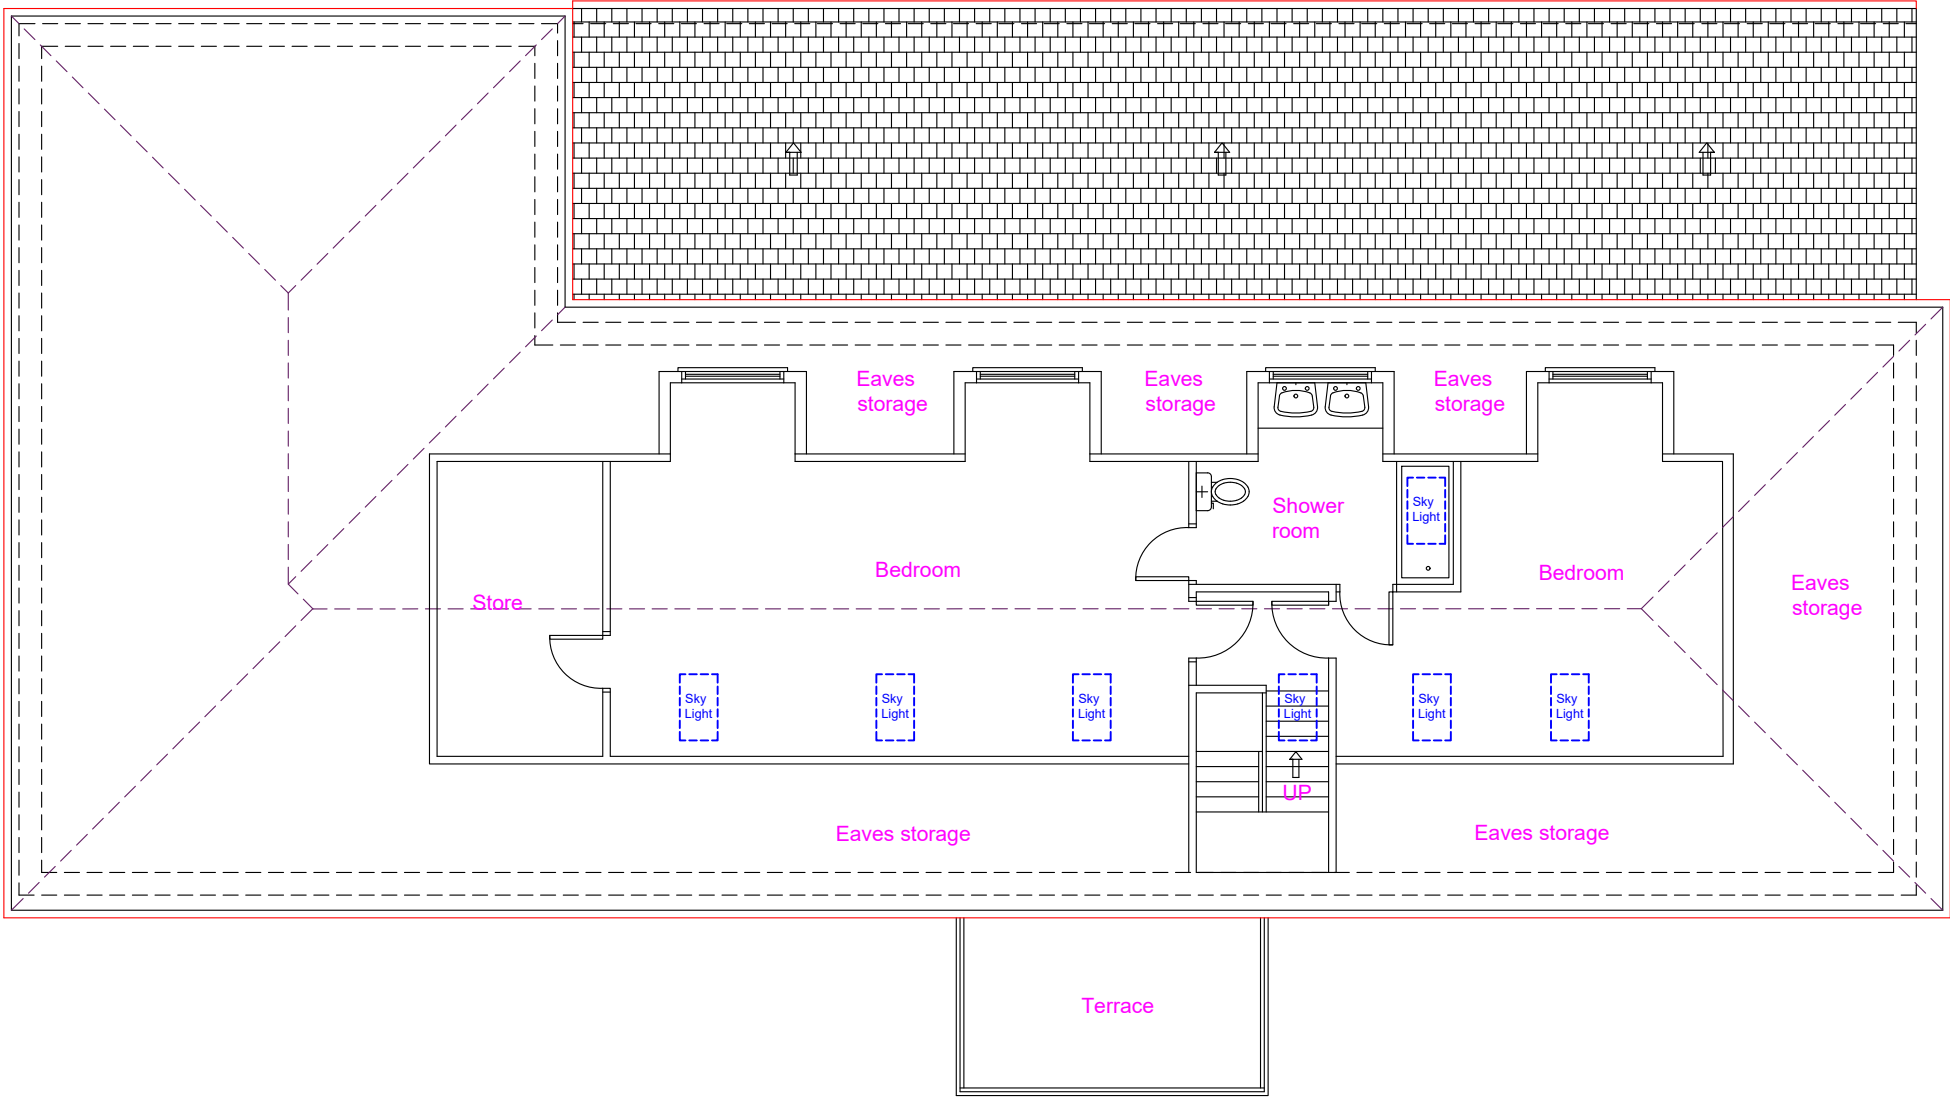 Eaves
storage
Eaves
storage
Eaves
storage
Sky
Light
Shower
room
Bedroom
Bedroom
Eaves
storage
Store
Sky
Light
Sky
Light
Sky
Light
Sky
Light
Sky
Light
Sky
Light
UP
Eaves storage
Eaves storage
Terrace